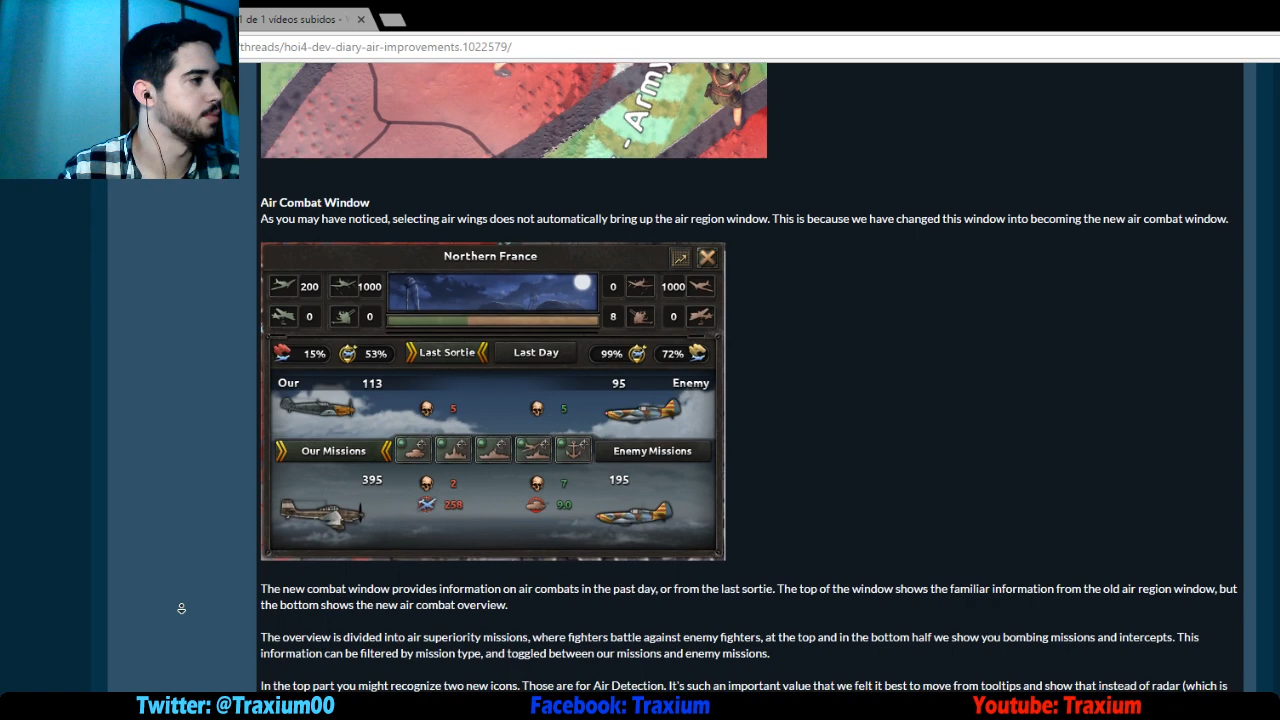 1 de 1 vídeos subidos -
/threads/hoi4-dev-diary-air-improvements.1022579/
- Army
Air Combat Window
As you may have noticed, selecting air wings does not automatically bring up the air region window. This is because we have changed this window into becoming the new air combat window.
Northern France
200 1000 0 1000
0 0 8 0
15% 53% Last Sortie Last Day 99% 72%
Our 113 95 Enemy
5 5
Our Missions Enemy Missions
395 2 7 195
258 9.0
The new combat window provides information on air combats in the past day, or from the last sortie. The top of the window shows the familiar information from the old air region window, but
the bottom shows the new air combat overview.
The overview is divided into air superiority missions, where fighters battle against enemy fighters, at the top and in the bottom half we show you bombing missions and intercepts. This
information can be filtered by mission type, and toggled between our missions and enemy missions.
In the top part you might recognize two new icons. Those are for Air Detection. It's such an important value that we felt it best to move from tooltips and show that instead of radar (which is
Twitter: @Traxium00 Facebook: Traxium Youtube: Traxium